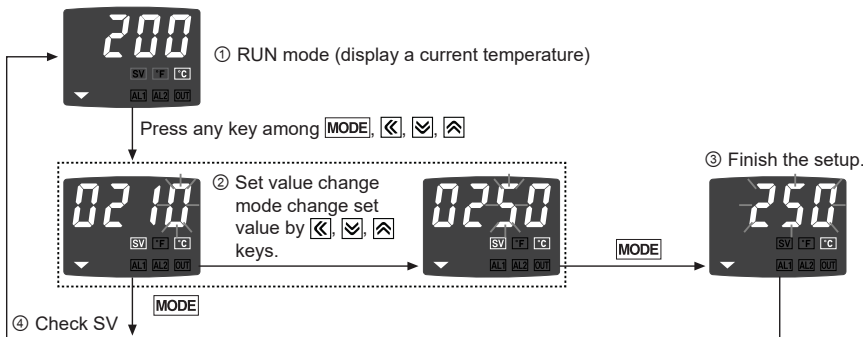 200
① RUN mode (display a current temperature)
SV °F °C
AL1 AL2 OUT
Press any key among MODE, «, ︾, ︽
③ Finish the setup.
0210
② Set value change
mode change set
value by «, ︾, ︽
keys.
0250
250
SV °F °C
AL1 AL2 OUT
SV °F °C
AL1 AL2 OUT
SV °F °C
AL1 AL2 OUT
MODE
MODE
④ Check SV